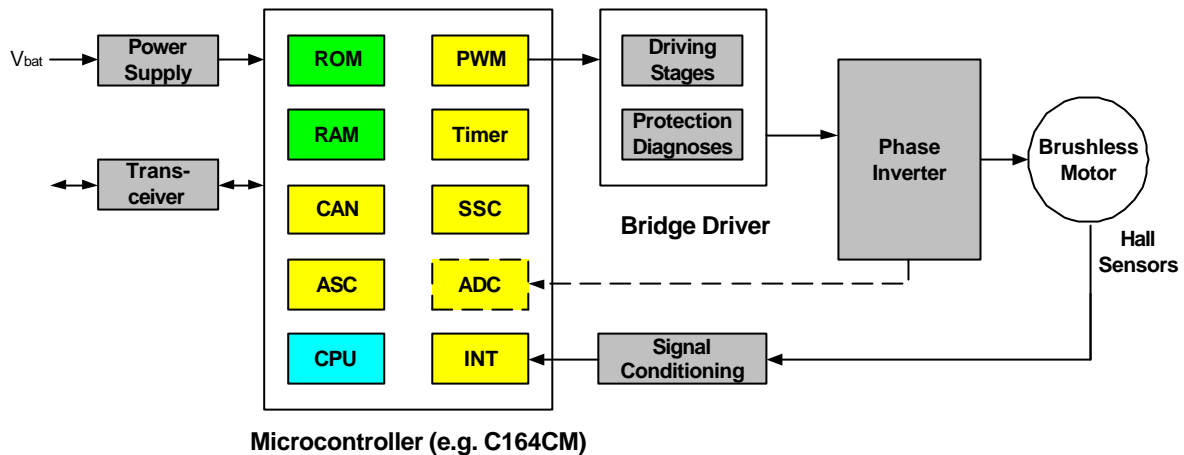 Vbat
Power
Supply
Trans-
ceiver
ROM
PWM
RAM
Timer
CAN
SSC
ASC
ADC
CPU
INT
Microcontroller (e.g. C164CM)
Driving
Stages
Protection
Diagnoses
Bridge Driver
Phase
Inverter
Brushless
Motor
Hall
Sensors
Signal
Conditioning